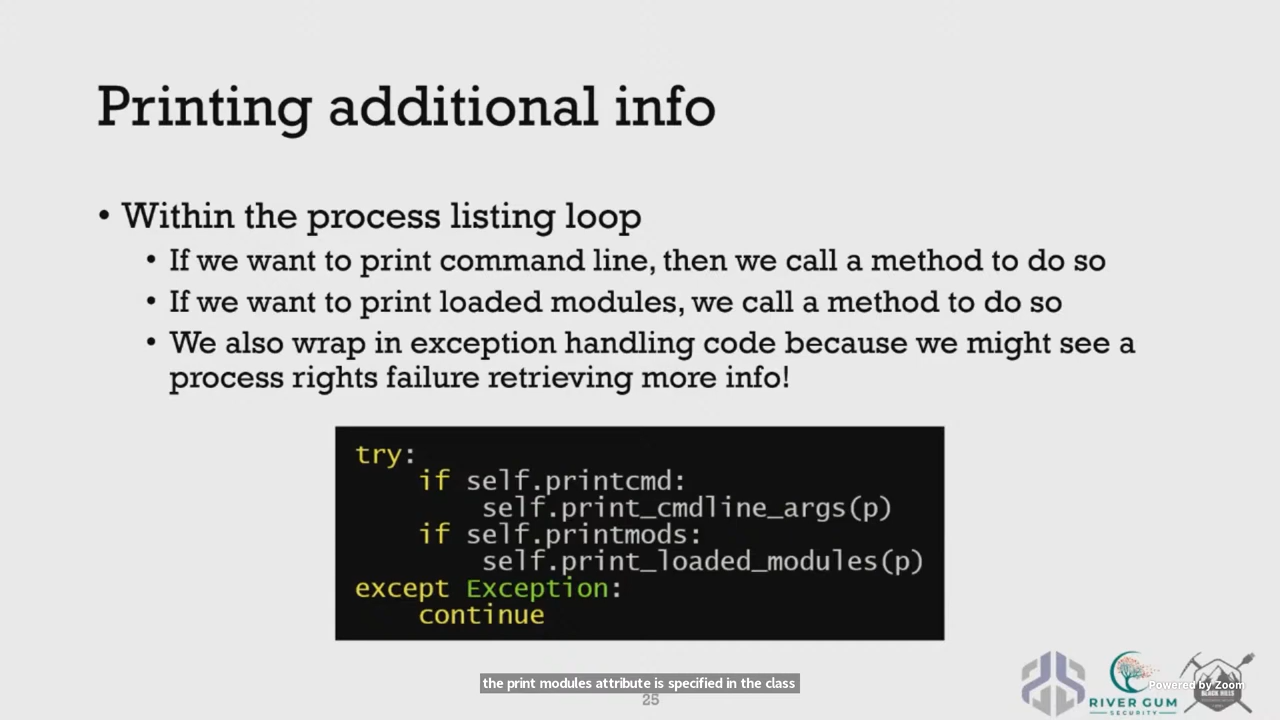 Printing additional info
• Within the process listing loop
• If we want to print command line, then we call a method to do so
• If we want to print loaded modules, we call a method to do so
• We also wrap in exception handling code because we might see a
process rights failure retrieving more info!
try:
    if self.printcmd:
        self.print_cmdline_args(p)
    if self.printmods:
        self.print_loaded_modules(p)
except Exception:
    continue
the print modules attribute is specified in the class
25
RIVER GUM
SECURITY
Powered by Zoom
BLACK HILLS